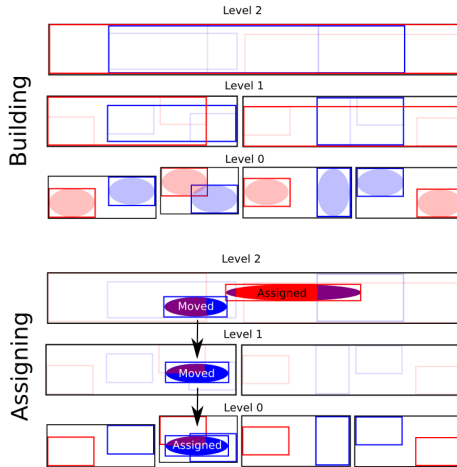 Level 2
Building
Level 1
Level 0
Level 2
Moved
Assigned
Assigning
Level 1
Moved
Level 0
Assigned